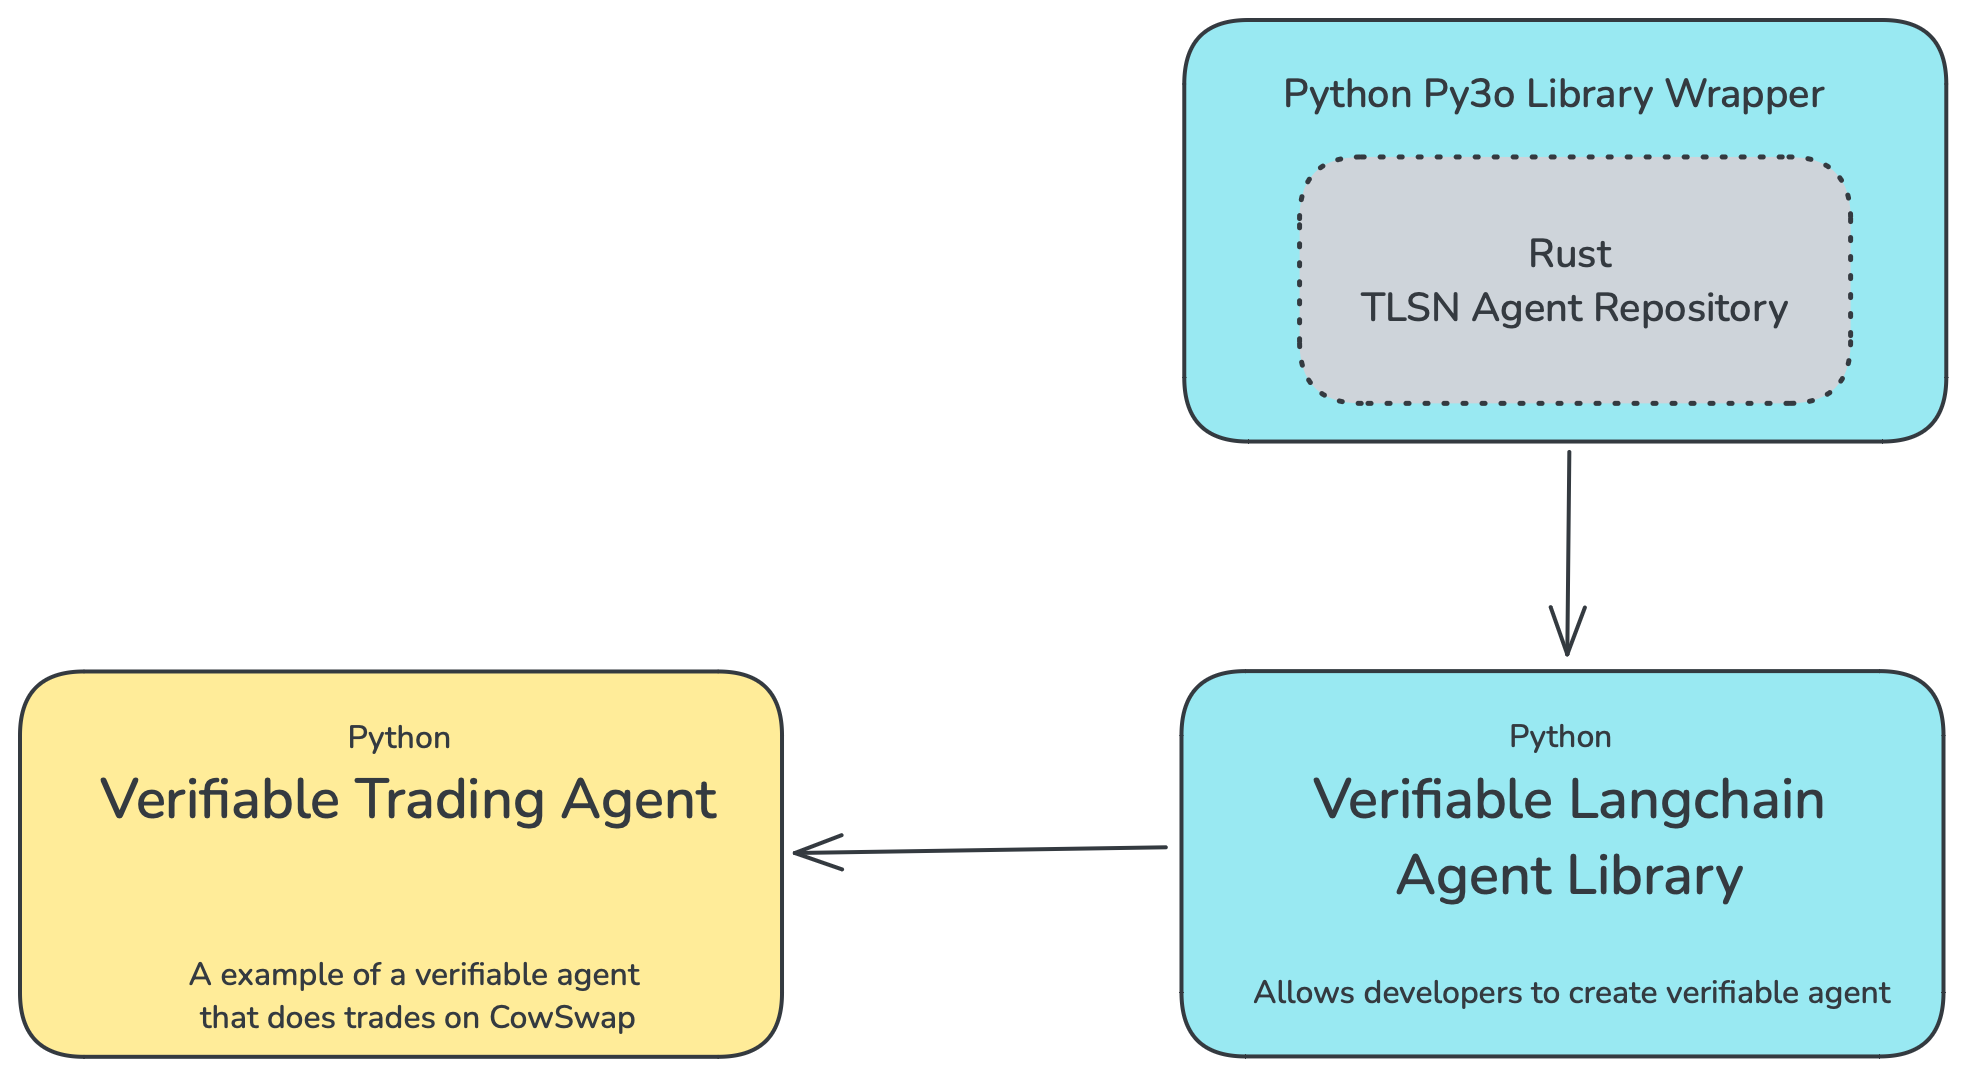 Python Py3o Library Wrapper
Rust
TLSN Agent Repository
Python
Verifiable Trading Agent
A example of a verifiable agent
that does trades on CowSwap
Python
Verifiable Langchain
Agent Library
Allows developers to create verifiable agent